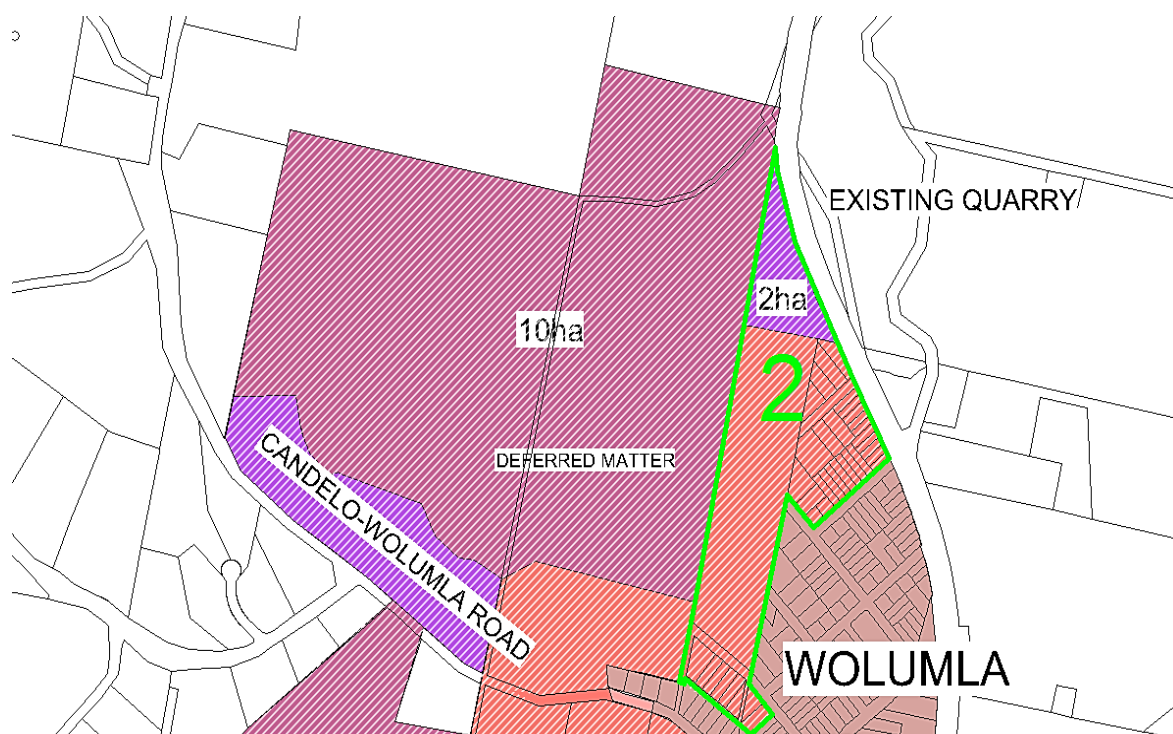 EXISTING QUARRY
2ha
10ha
2
CANDELO-WOLUMLA ROAD
DEFERRED MATTER
WOLUMLA